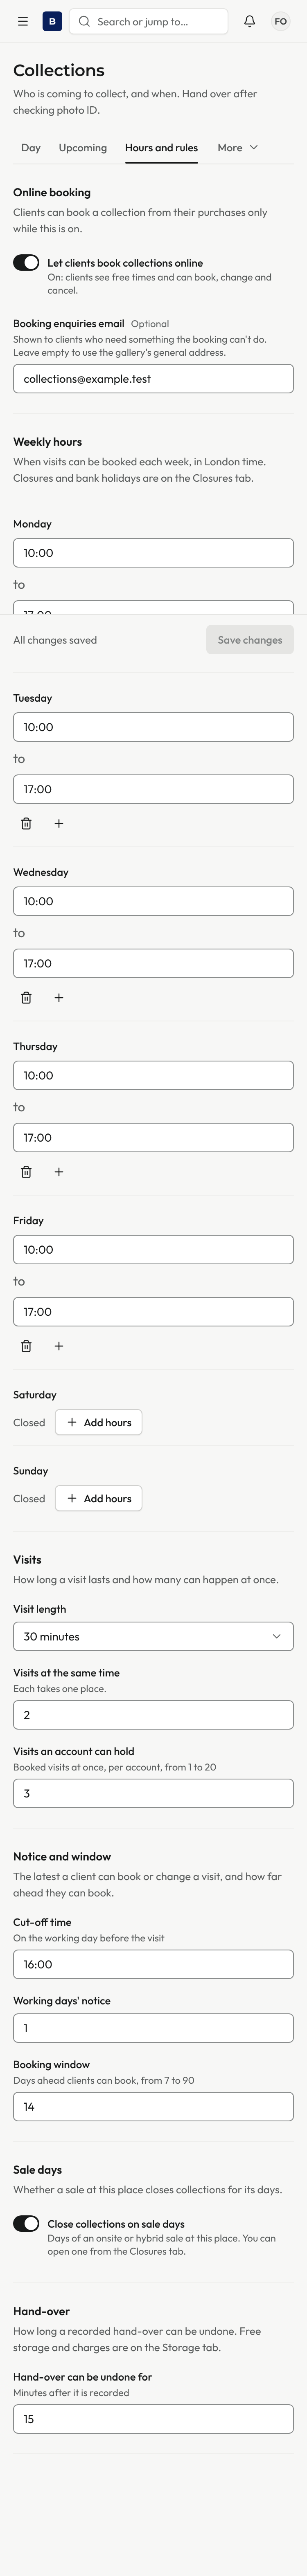 B
Search or jump to…
FO
Collections
Who is coming to collect, and when. Hand over after
checking photo ID.
Day
Upcoming
Hours and rules
More
Online booking
Clients can book a collection from their purchases only
while this is on.
Let clients book collections online
On: clients see free times and can book, change and
cancel.
Booking enquiries email Optional
Shown to clients who need something the booking can't do.
Leave empty to use the gallery's general address.
collections@example.test
Weekly hours
When visits can be booked each week, in London time.
Closures and bank holidays are on the Closures tab.
Monday
10:00
to
17:00
All changes saved
Save changes
Tuesday
10:00
to
17:00
Wednesday
10:00
to
17:00
Thursday
10:00
to
17:00
Friday
10:00
to
17:00
Saturday
Closed
Add hours
Sunday
Closed
Add hours
Visits
How long a visit lasts and how many can happen at once.
Visit length
30 minutes
Visits at the same time
Each takes one place.
2
Visits an account can hold
Booked visits at once, per account, from 1 to 20
3
Notice and window
The latest a client can book or change a visit, and how far
ahead they can book.
Cut-off time
On the working day before the visit
16:00
Working days' notice
1
Booking window
Days ahead clients can book, from 7 to 90
14
Sale days
Whether a sale at this place closes collections for its days.
Close collections on sale days
Days of an onsite or hybrid sale at this place. You can
open one from the Closures tab.
Hand-over
How long a recorded hand-over can be undone. Free
storage and charges are on the Storage tab.
Hand-over can be undone for
Minutes after it is recorded
15